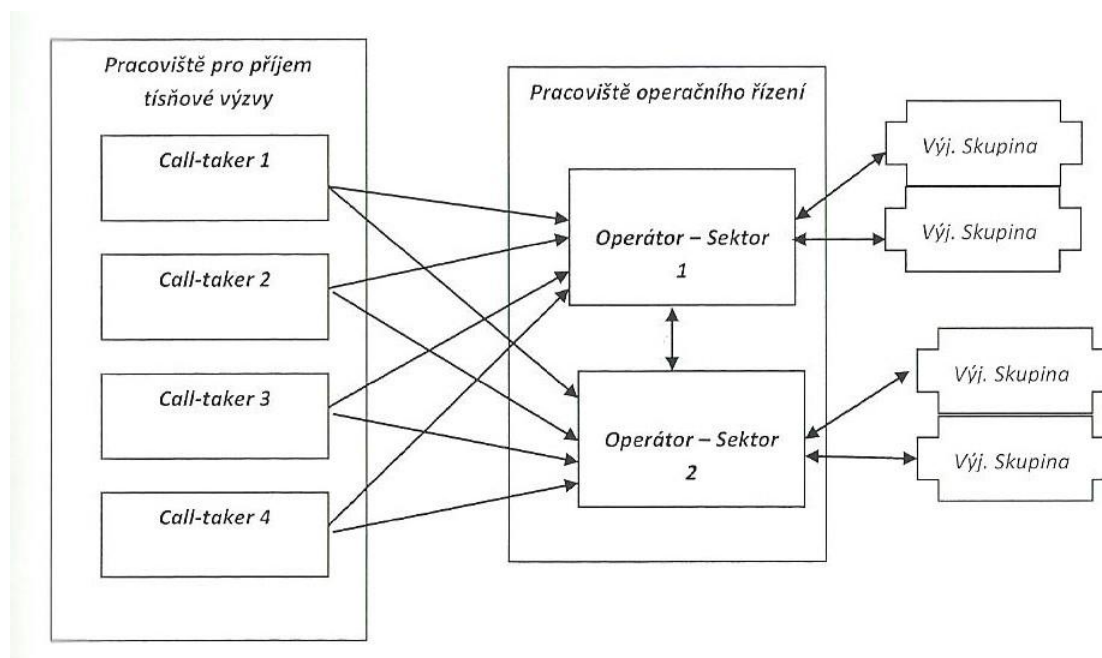 Pracoviště pro příjem
tísňové výzvy
Call-taker 1
Call-taker 2
Call-taker 3
Call-taker 4
Pracoviště operačního řízení
Operátor – Sektor
1
Operátor – Sektor
2
Výj. Skupina
Výj. Skupina
Výj. Skupina
Výj. Skupina